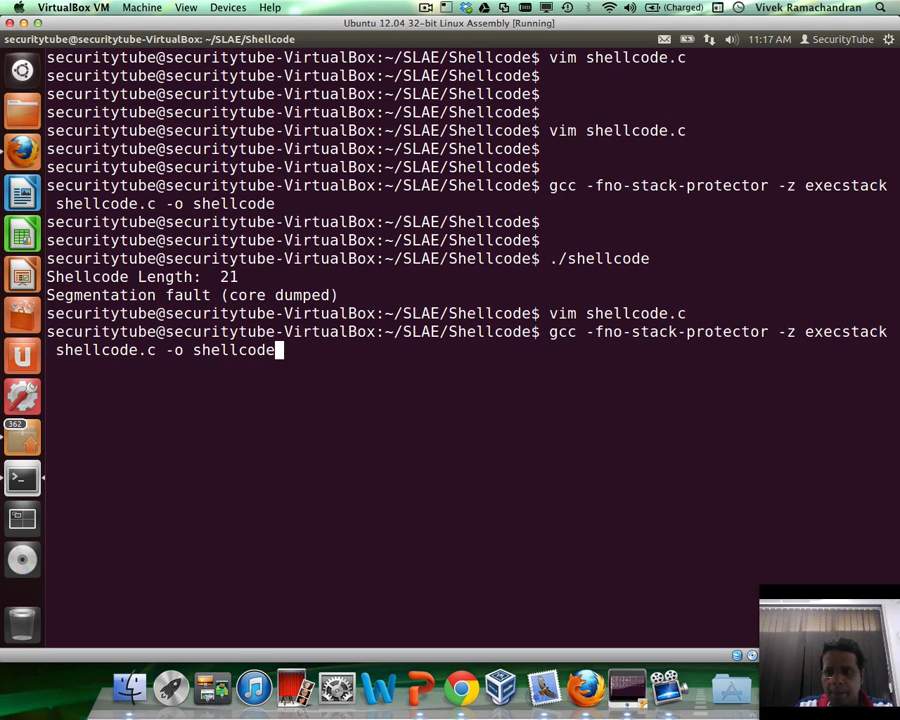 VirtualBox VM Machine View Devices Help (Charged) Vivek Ramachandran
Ubuntu 12.04 32-bit Linux Assembly [Running]
securitytube@securitytube-VirtualBox: ~/SLAE/Shellcode 11:17 AM SecurityTube
securitytube@securitytube-VirtualBox:~/SLAE/Shellcode$ vim shellcode.c
securitytube@securitytube-VirtualBox:~/SLAE/Shellcode$
securitytube@securitytube-VirtualBox:~/SLAE/Shellcode$
securitytube@securitytube-VirtualBox:~/SLAE/Shellcode$
securitytube@securitytube-VirtualBox:~/SLAE/Shellcode$ vim shellcode.c
securitytube@securitytube-VirtualBox:~/SLAE/Shellcode$
securitytube@securitytube-VirtualBox:~/SLAE/Shellcode$
securitytube@securitytube-VirtualBox:~/SLAE/Shellcode$ gcc -fno-stack-protector -z execstack
shellcode.c -o shellcode
securitytube@securitytube-VirtualBox:~/SLAE/Shellcode$
securitytube@securitytube-VirtualBox:~/SLAE/Shellcode$
securitytube@securitytube-VirtualBox:~/SLAE/Shellcode$ ./shellcode
Shellcode Length:  21
Segmentation fault (core dumped)
securitytube@securitytube-VirtualBox:~/SLAE/Shellcode$ vim shellcode.c
securitytube@securitytube-VirtualBox:~/SLAE/Shellcode$ gcc -fno-stack-protector -z execstack
shellcode.c -o shellcode
362